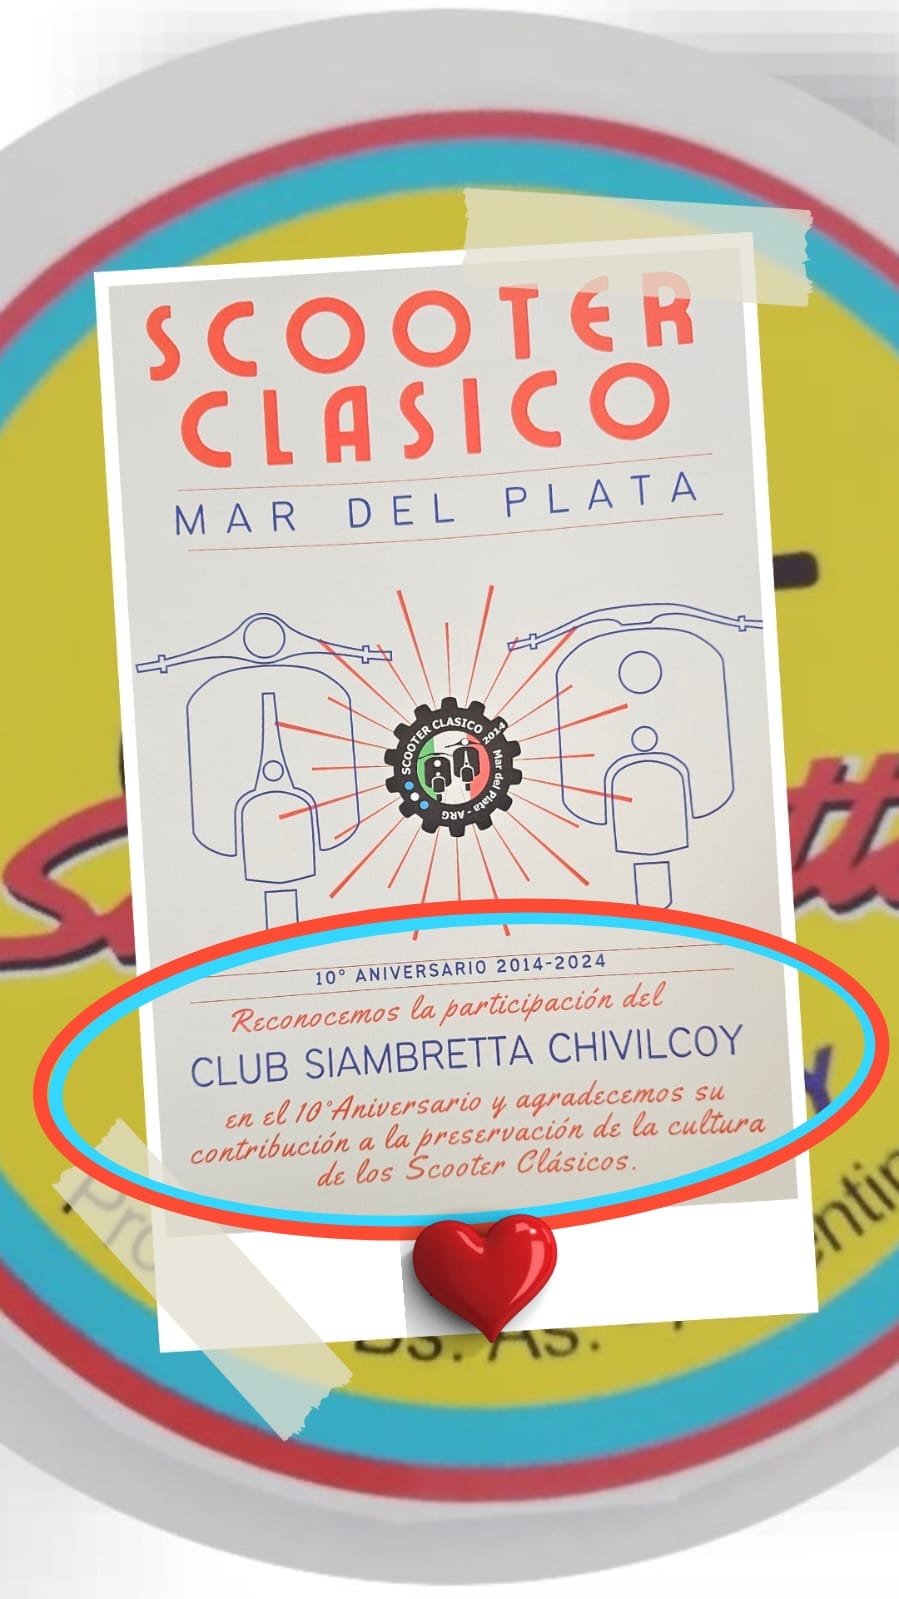 SCOOTER
CLASICO
MAR DEL PLATA
SCOOTER CLASICO 2014
Mar del Plata - ARG
10° ANIVERSARIO 2014-2024
Reconocemos la participación del
CLUB SIAMBRETTA CHIVILCOY
en el 10°Aniversario y agradecemos su
contribución a la preservación de la cultura
de los Scooter Clásicos.
Bs. As.